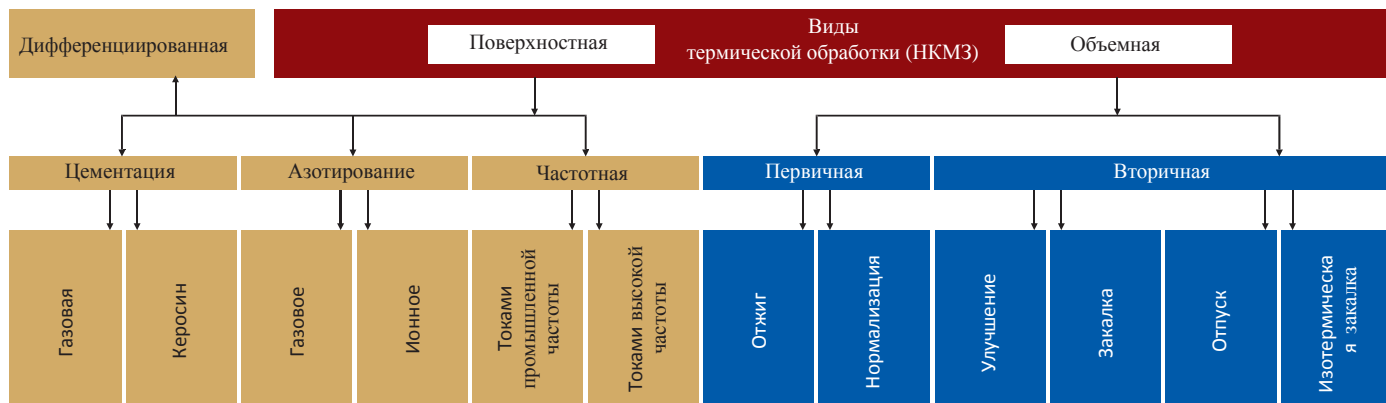 Дифференциированная
Поверхностная
Виды
термической обработки (НКМЗ)
Объемная
Цементация
Азотирование
Частотная
Первичная
Вторичная
Газовая
Керосин
Газовое
Ионное
Токами
промышленной
частоты
Токами высокой
частоты
Отжиг
Нормализация
Улучшение
Закалка
Отпуск
Изотермическа
я закалка